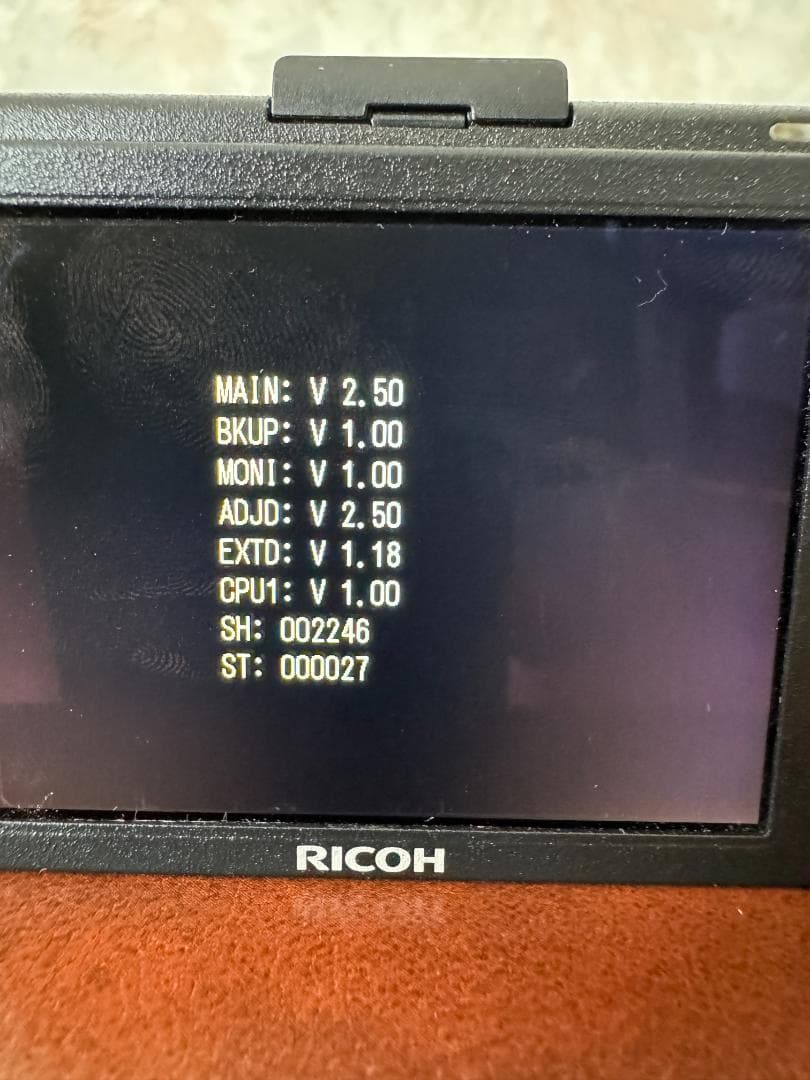 MAIN: V 2.50
BKUP: V 1.00
MONI: V 1.00
ADJD: V 2.50
EXTD: V 1.18
CPU1: V 1.00
SH: 002246
ST: 000027
RICOH